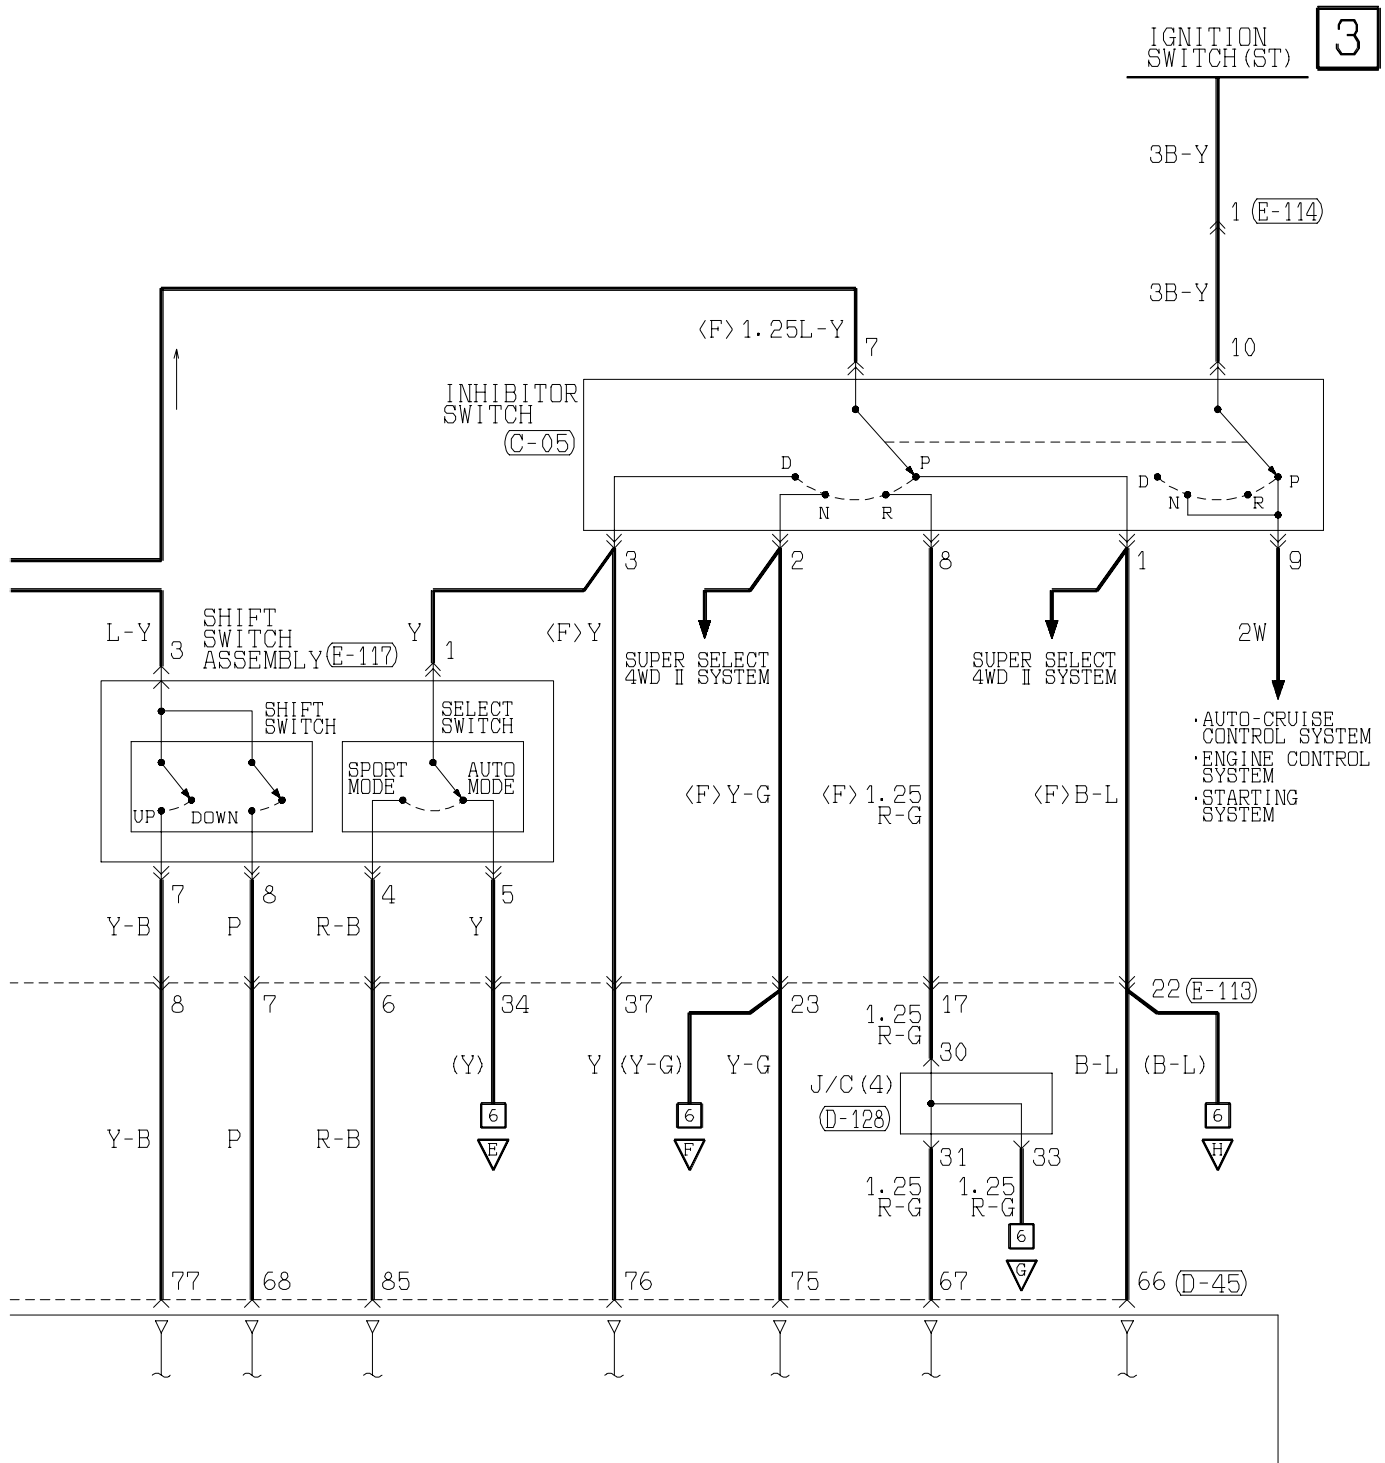 3
IGNITION
SWITCH(ST)
3B-Y
1 (E-114)
3B-Y
〈F〉1.25L-Y
7
10
INHIBITOR
SWITCH
(C-05)
D
P
N
R
D
P
N
R
3
2
8
1
9
L-Y
3
SHIFT
SWITCH
ASSEMBLY (E-117)
Y
1
〈F〉Y
2W
SUPER SELECT
4WD Ⅱ SYSTEM
SUPER SELECT
4WD Ⅱ SYSTEM
SHIFT
SWITCH
SELECT
SWITCH
·AUTO-CRUISE
CONTROL SYSTEM
·ENGINE CONTROL
SYSTEM
·STARTING
SYSTEM
SPORT
MODE
AUTO
MODE
UP
DOWN
〈F〉Y-G
〈F〉1.25
R-G
〈F〉B-L
7
8
4
5
Y-B
P
R-B
Y
8
7
6
34
37
23
17
22 (E-113)
1.25
R-G
30
(Y)
Y
(Y-G)
Y-G
B-L
(B-L)
J/C(4)
(D-128)
6
E
6
F
6
H
Y-B
P
R-B
31
33
1.25
R-G
1.25
R-G
6
G
77
68
85
76
75
67
66 (D-45)